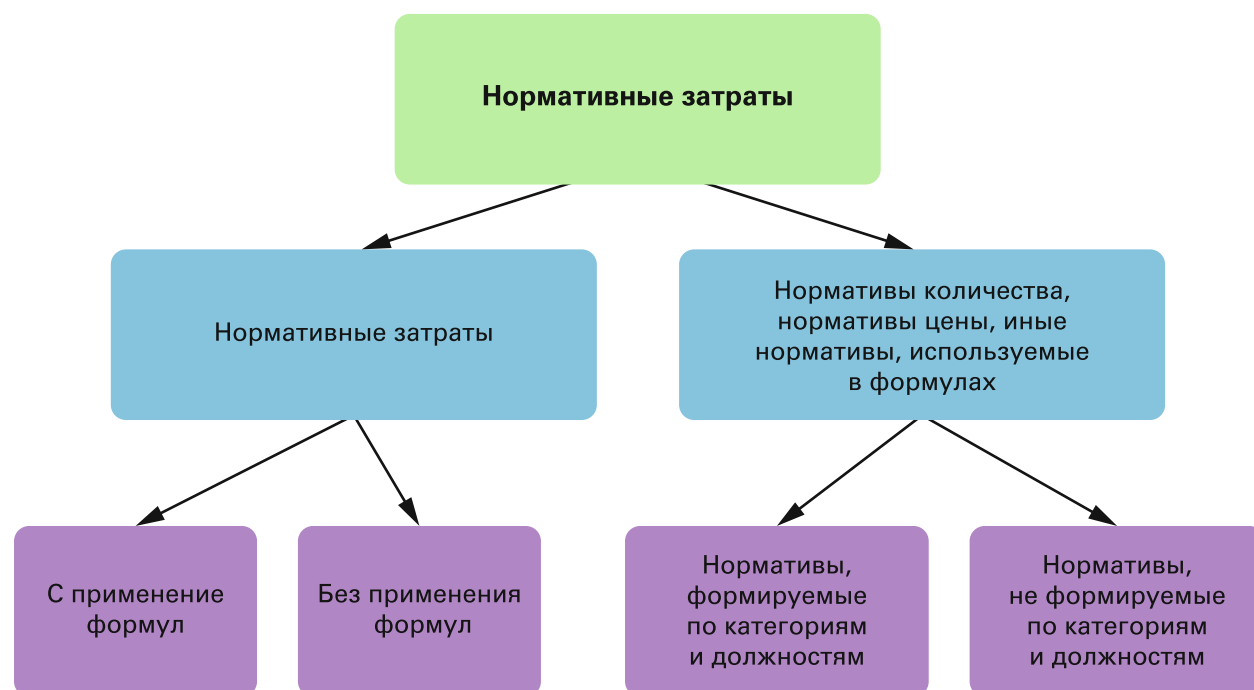 Нормативные затраты
Нормативные затраты
Нормативы количества,
нормативы цены, иные
нормативы, используемые
в формулах
С применение
формул
Без применения
формул
Нормативы,
формируемые
по категориям
и должностям
Нормативы,
не формируемые
по категориям
и должностям